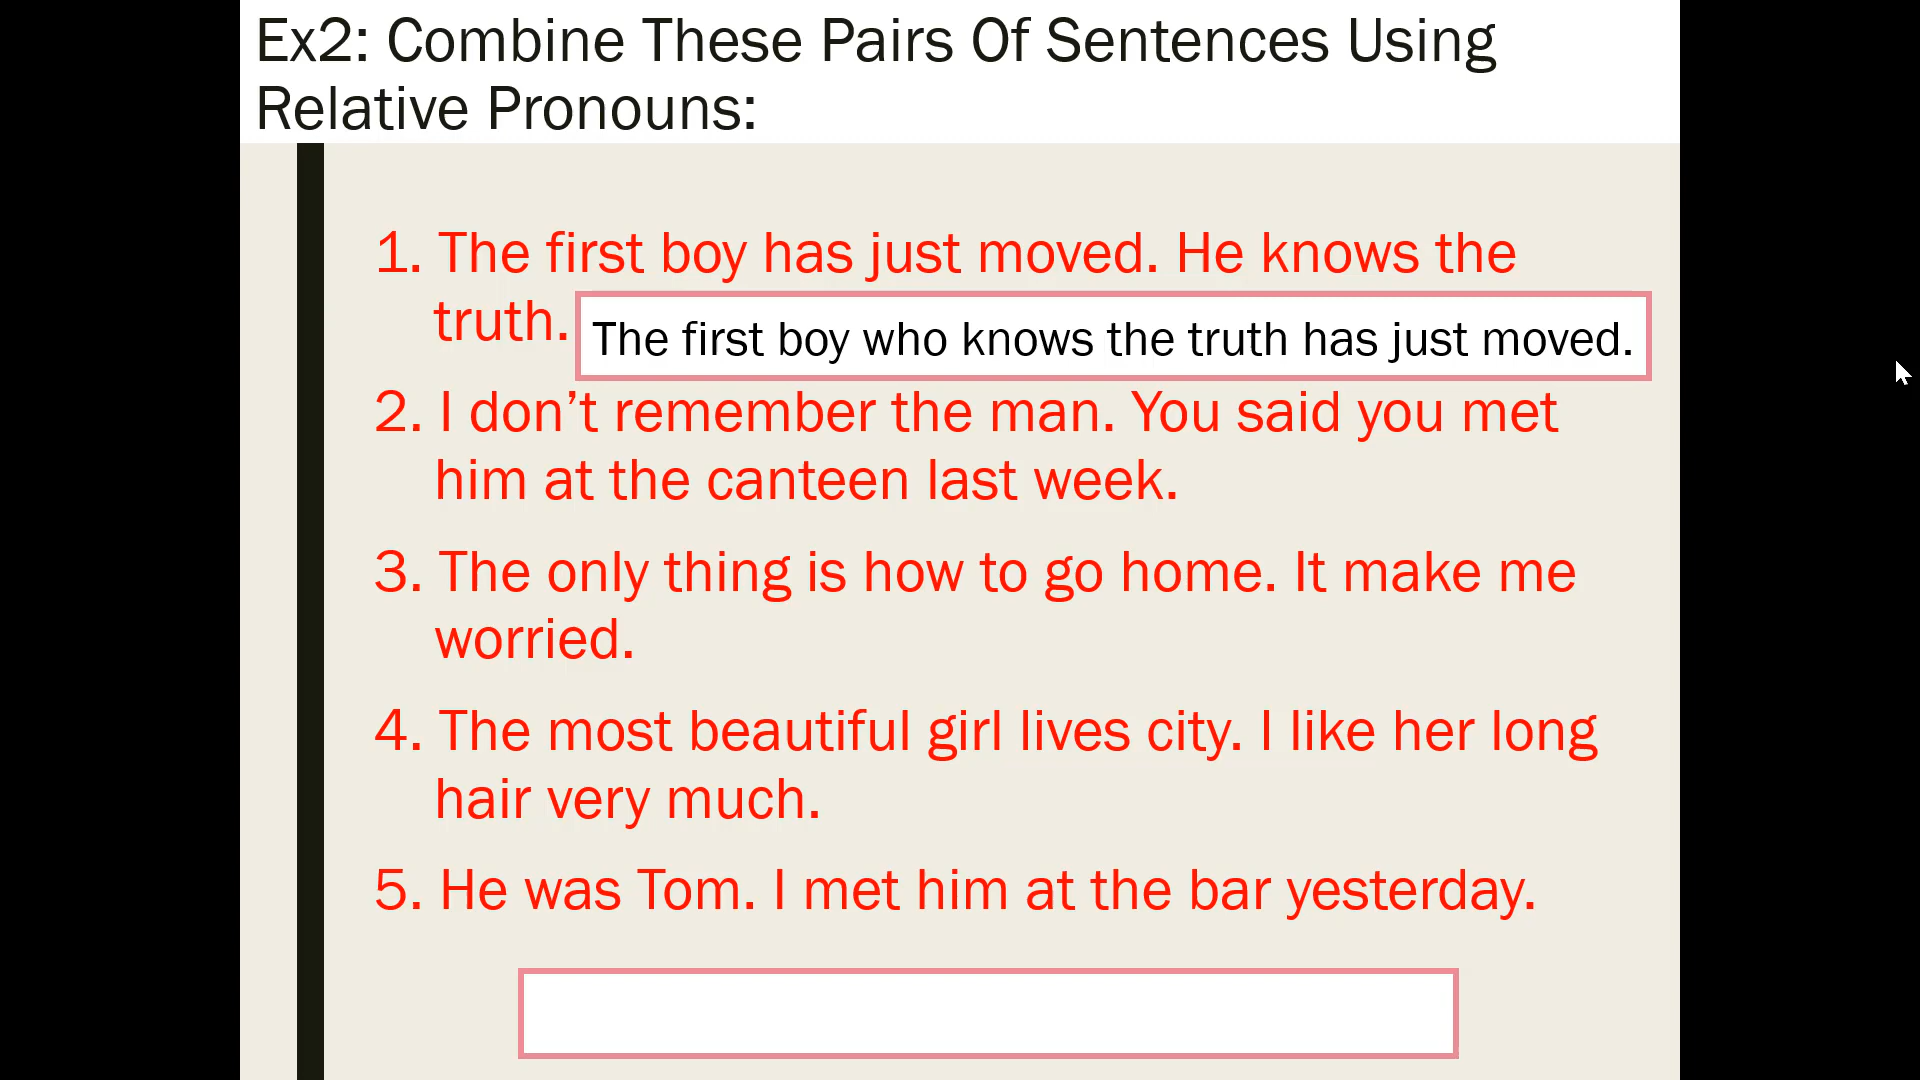 Ex2: Combine These Pairs Of Sentences Using
Relative Pronouns:
1. The first boy has just moved. He knows the
truth.
The first boy who knows the truth has just moved.
2. I don’t remember the man. You said you met
him at the canteen last week.
3. The only thing is how to go home. It make me
worried.
4. The most beautiful girl lives city. I like her long
hair very much.
5. He was Tom. I met him at the bar yesterday.